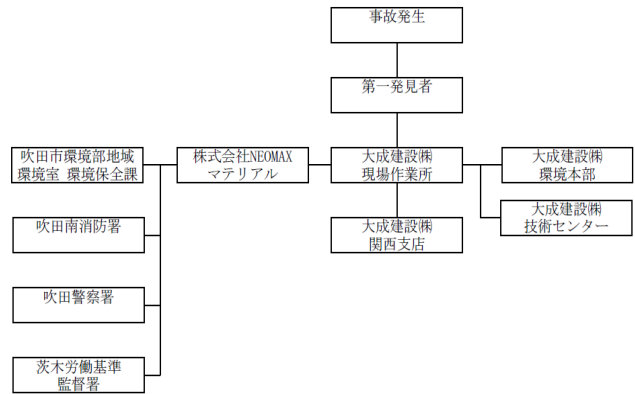 事故発生
第一発見者
吹田市環境部地域
環境室 環境保全課
株式会社NEOMAX
マテリアル
大成建設㈱
現場作業所
大成建設㈱
環境本部
大成建設㈱
技術センター
吹田南消防署
大成建設㈱
関西支店
吹田警察署
茨木労働基準
監督署